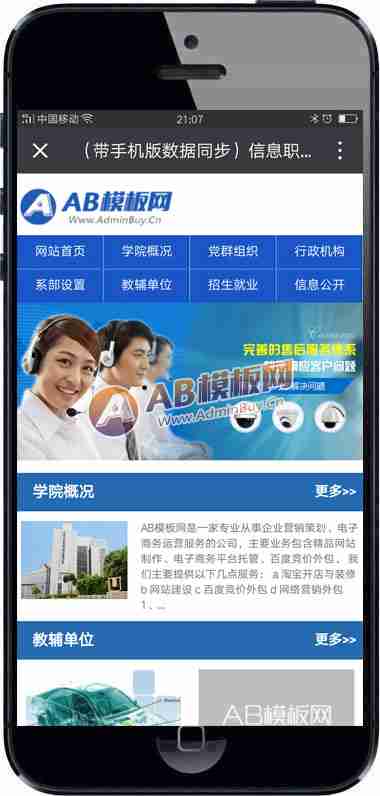 中国移动
21:07
（带手机版数据同步）信息职...
AB模板网
Www.AdminBuy.Cn
网站首页 学院概况 党群组织 行政机构
系部设置 教辅单位 招生就业 信息公开
完善的售后服务体系
应客户问题
解决问题
AB模板网
Www.AdminBuy.Cn
学院概况 更多>>
AB模板网是一家专业从事企业营销策划、电子
商务运营服务的公司，主要业务包含精品网站
制作、电子商务平台托管、百度竞价外包， 我
们主要提供以下几点服务： a 淘宝开店与装修
b 网站建设 c 百度竞价外包 d 网络营销外包
1、...
教辅单位 更多>>
AB模板网